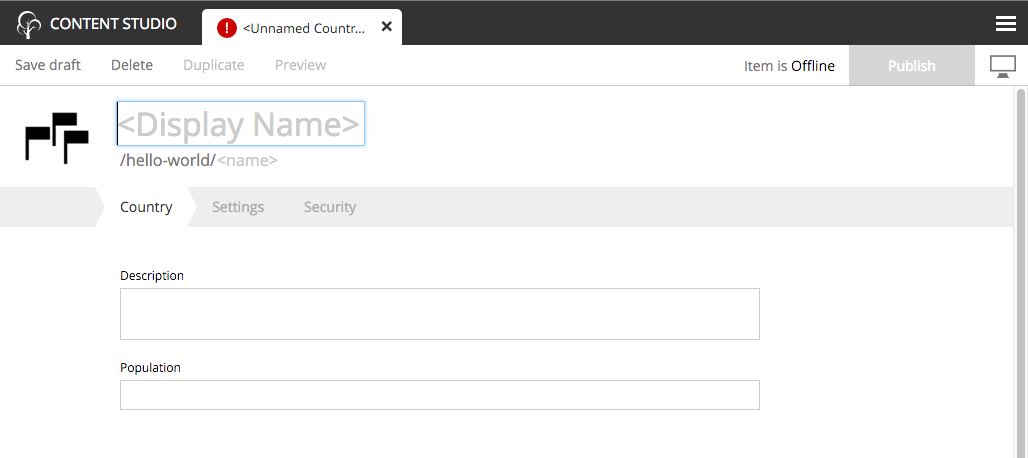 CONTENT STUDIO
<Unnamed Countr...
Save draft Delete Duplicate Preview Item is Offline Publish
<Display Name>
/hello-world/<name>
Country Settings Security
Description
Population